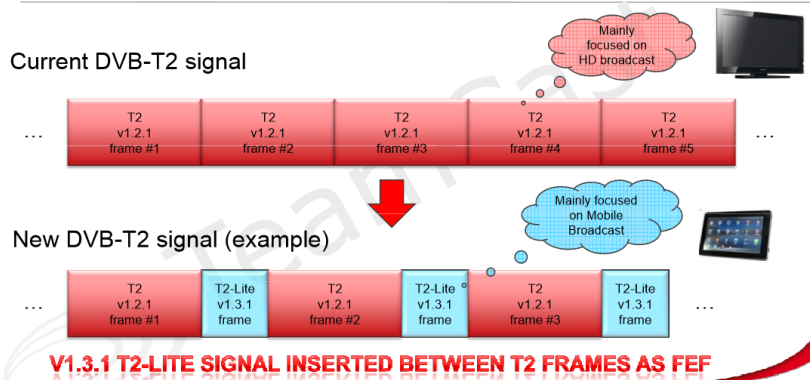 Mainly
focused on
HD broadcast
Current DVB-T2 signal
...
T2
v1.2.1
frame #1
T2
v1.2.1
frame #2
T2
v1.2.1
frame #3
T2
v1.2.1
frame #4
T2
v1.2.1
frame #5
...
Mainly focused
on Mobile
Broadcast
New DVB-T2 signal (example)
...
T2
v1.2.1
frame #1
T2-Lite
v1.3.1
frame
T2
v1.2.1
frame #2
T2-Lite
v1.3.1
frame
T2
v1.2.1
frame #3
T2-Lite
v1.3.1
frame
...
V1.3.1 T2-LITE SIGNAL INSERTED BETWEEN T2 FRAMES AS FEF
TeamCast